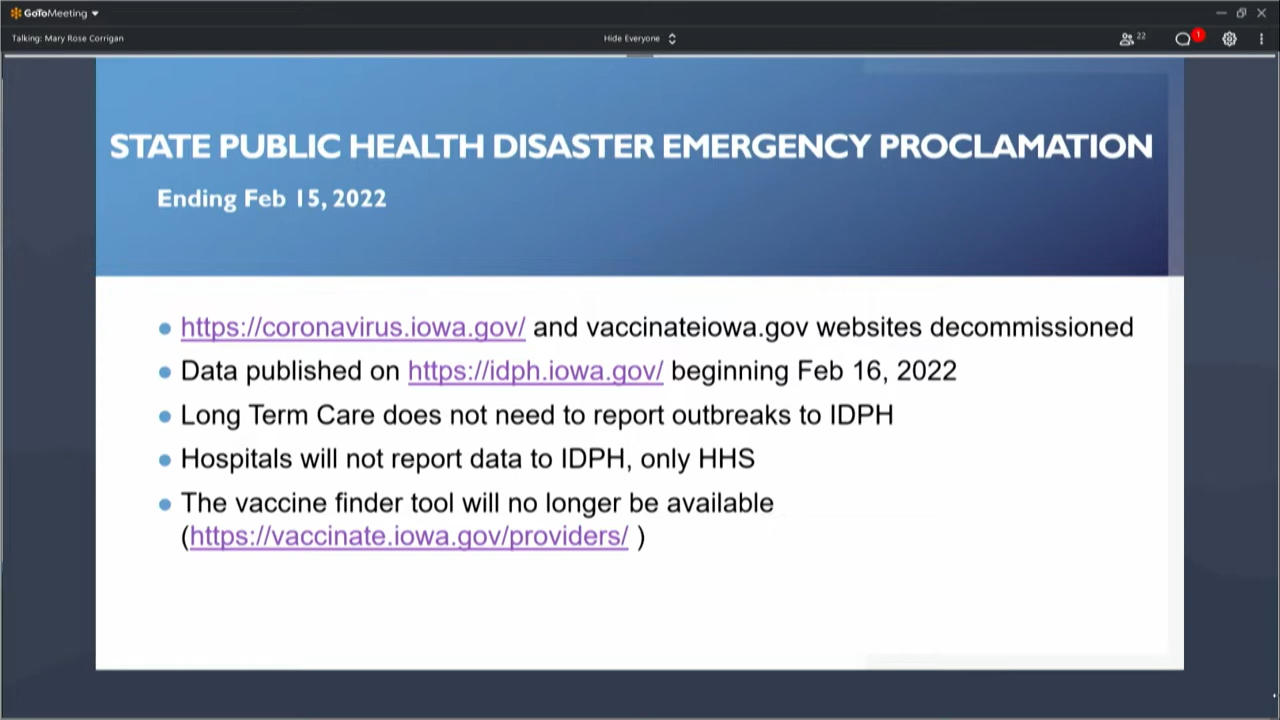 GoToMeeting
Talking: Mary Rose Corrigan
Hide Everyone
22
1
STATE PUBLIC HEALTH DISASTER EMERGENCY PROCLAMATION
Ending Feb 15, 2022
https://coronavirus.iowa.gov/ and vaccinateiowa.gov websites decommissioned
Data published on https://idph.iowa.gov/ beginning Feb 16, 2022
Long Term Care does not need to report outbreaks to IDPH
Hospitals will not report data to IDPH, only HHS
The vaccine finder tool will no longer be available
(https://vaccinate.iowa.gov/providers/ )